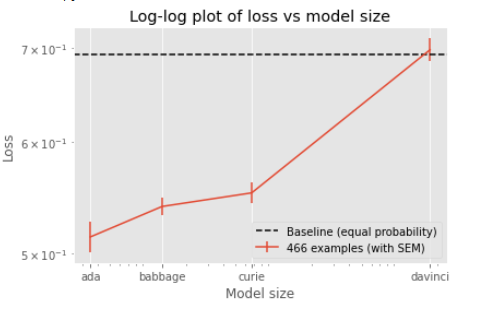 Log-log plot of loss vs model size
7 × 10⁻¹
6 × 10⁻¹
5 × 10⁻¹
Loss
Baseline (equal probability)
466 examples (with SEM)
ada babbage curie davinci
Model size